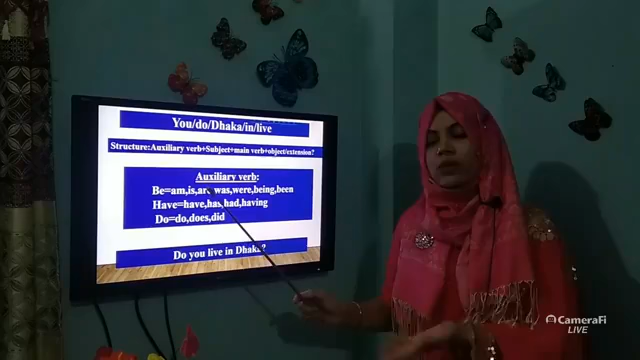 You/do/Dhaka/in/live
Structure:Auxiliary verb+Subject+main verb+object/extension?
Auxiliary verb:
Be=am,is,are was,were,being,been
Have=have,has,had,having
Do=do,does,did
Do you live in Dhaka?
CameraFi
LIVE